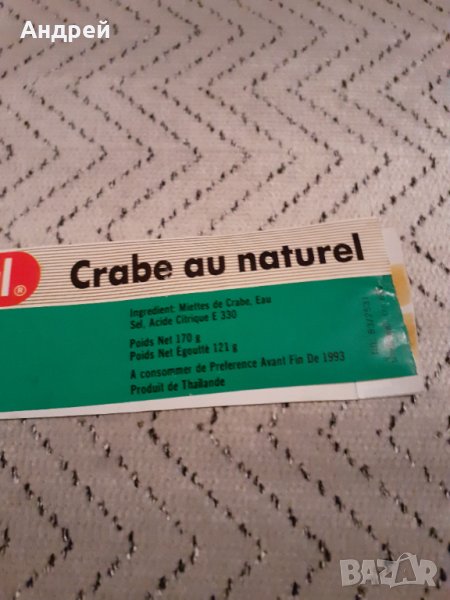 Андрей
l®
Crabe au naturel
Ingredient: Miettes de Crabe, Eau
Sel, Acide Citrique E 330
Poids Net 170 g
Poids Net Egoutté 121 g
A consommer de Preference Avant Fin De 1993
Produit de Thaïlande
BAZAR